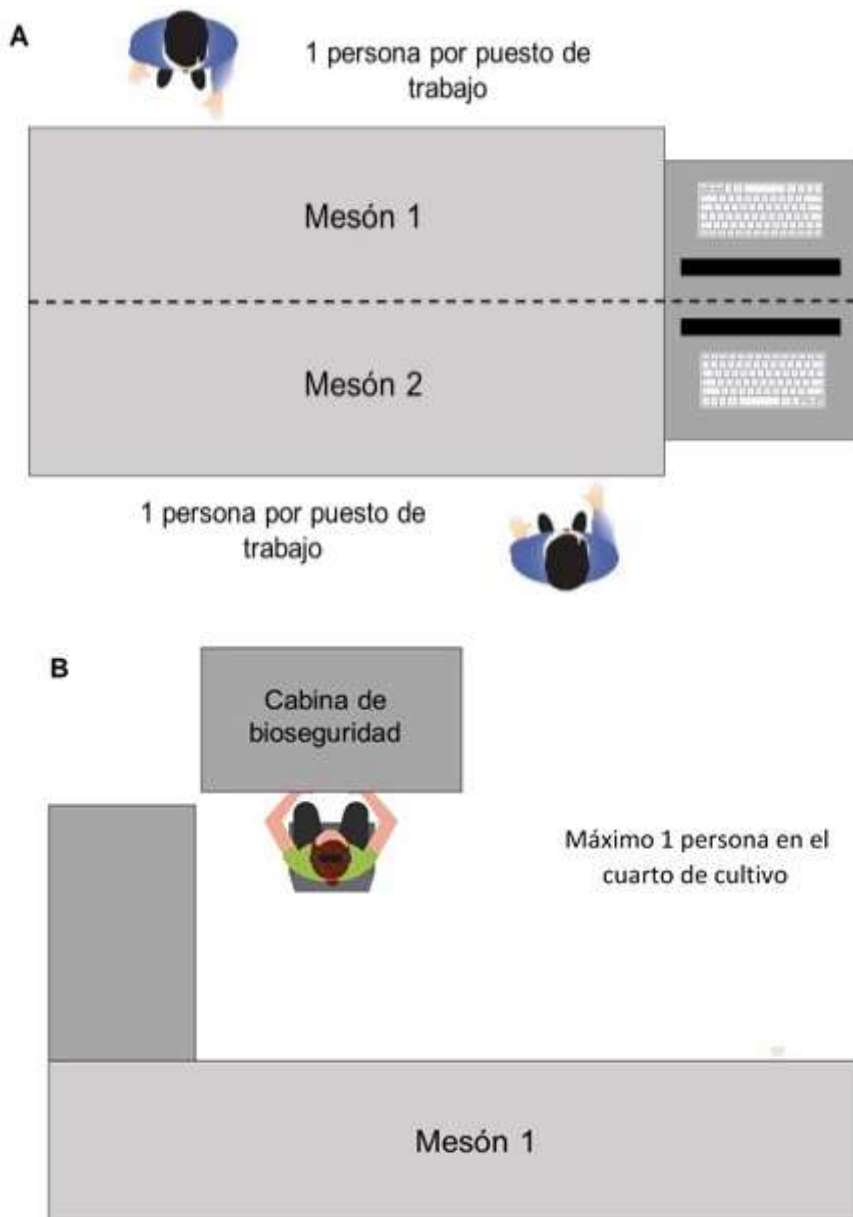 A
1 persona por puesto de
trabajo
Mesón 1
Mesón 2
1 persona por puesto de
trabajo
B
Cabina de
bioseguridad
Máximo 1 persona en el
cuarto de cultivo
Mesón 1